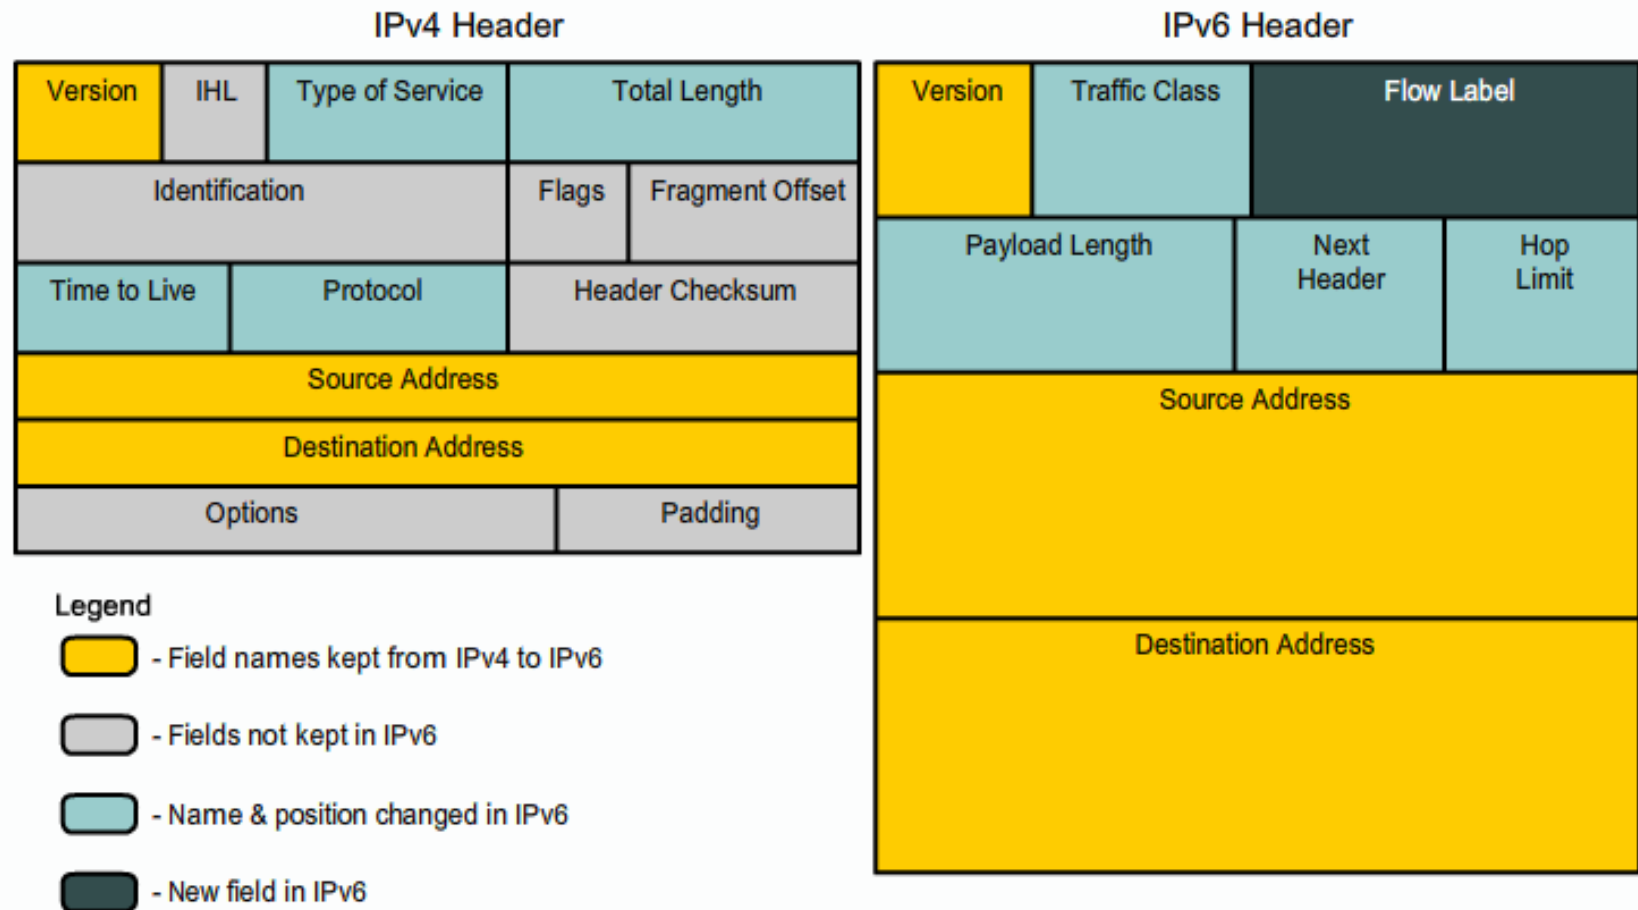 IPv4 Header
IPv6 Header
Version
IHL
Type of Service
Total Length
Identification
Flags
Fragment Offset
Time to Live
Protocol
Header Checksum
Source Address
Destination Address
Options
Padding
Version
Traffic Class
Flow Label
Payload Length
Next
Header
Hop
Limit
Source Address
Destination Address
Legend
- Field names kept from IPv4 to IPv6
- Fields not kept in IPv6
- Name & position changed in IPv6
- New field in IPv6